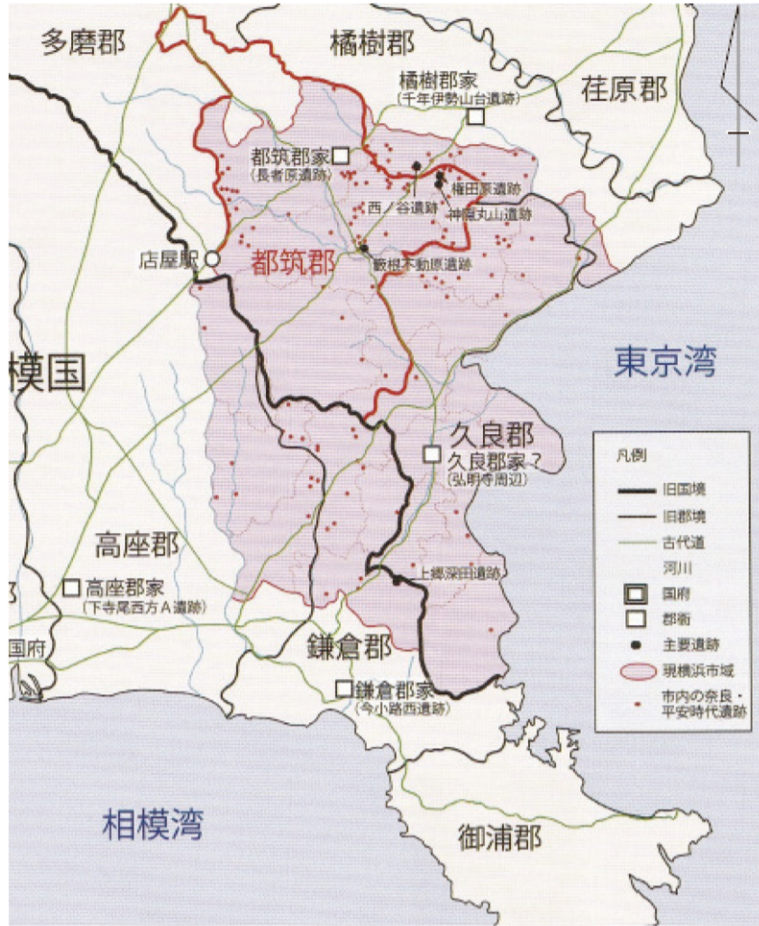 多磨郡
橘樹郡
橘樹郡家
(千年伊勢山台遺跡)
荏原郡
都筑郡家
(長者原遺跡)
権田原遺跡
西ノ谷遺跡
神隠丸山遺跡
店屋駅
都筑郡
藪根不動原遺跡
模国
東京湾
久良郡
久良郡家?
(弘明寺周辺)
高座郡
高座郡家
(下寺尾西方A遺跡)
上郷深田遺跡
国府
鎌倉郡
鎌倉郡家
(今小路西遺跡)
相模湾
御浦郡
凡例
旧国境
旧郡境
古代道
河川
国府
郡衙
主要遺跡
現横浜市域
市内の奈良・
平安時代遺跡